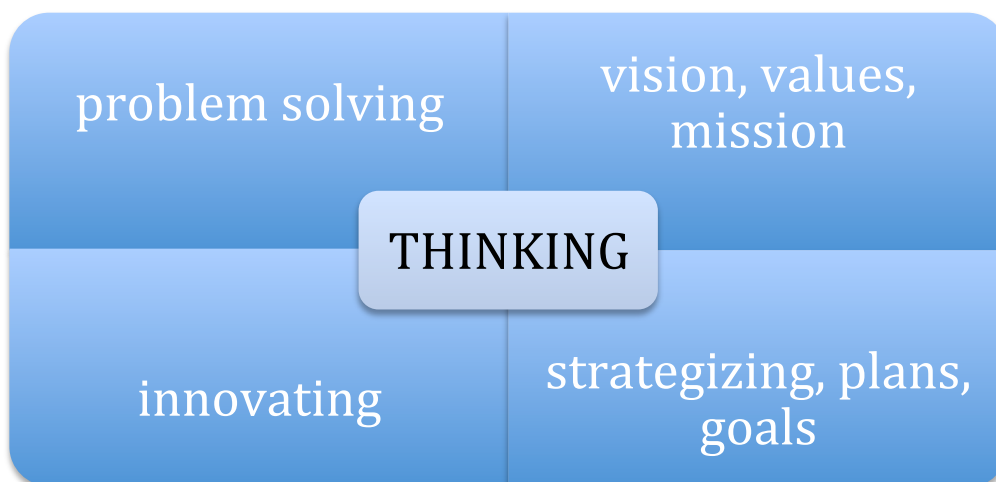 problem solving
vision, values,
mission
THINKING
innovating
strategizing, plans,
goals